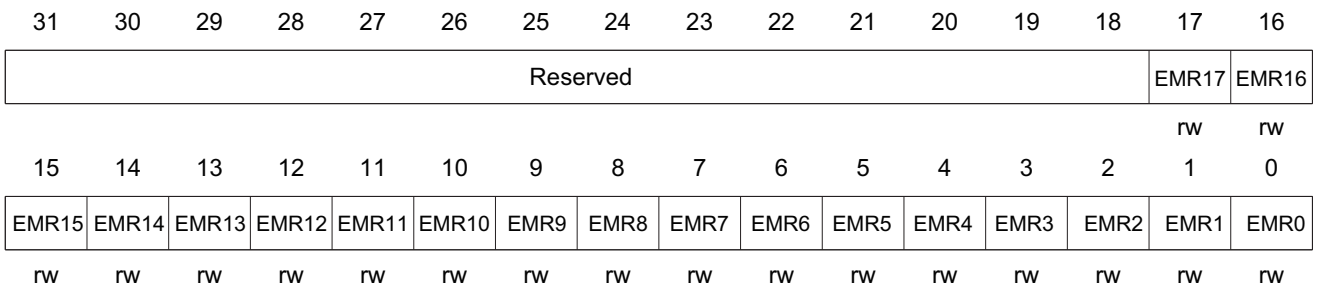 31 30 29 28 27 26 25 24 23 22 21 20 19 18 17 16
Reserved EMR17 EMR16
rw rw
15 14 13 12 11 10 9 8 7 6 5 4 3 2 1 0
EMR15 EMR14 EMR13 EMR12 EMR11 EMR10 EMR9 EMR8 EMR7 EMR6 EMR5 EMR4 EMR3 EMR2 EMR1 EMR0
rw rw rw rw rw rw rw rw rw rw rw rw rw rw rw rw